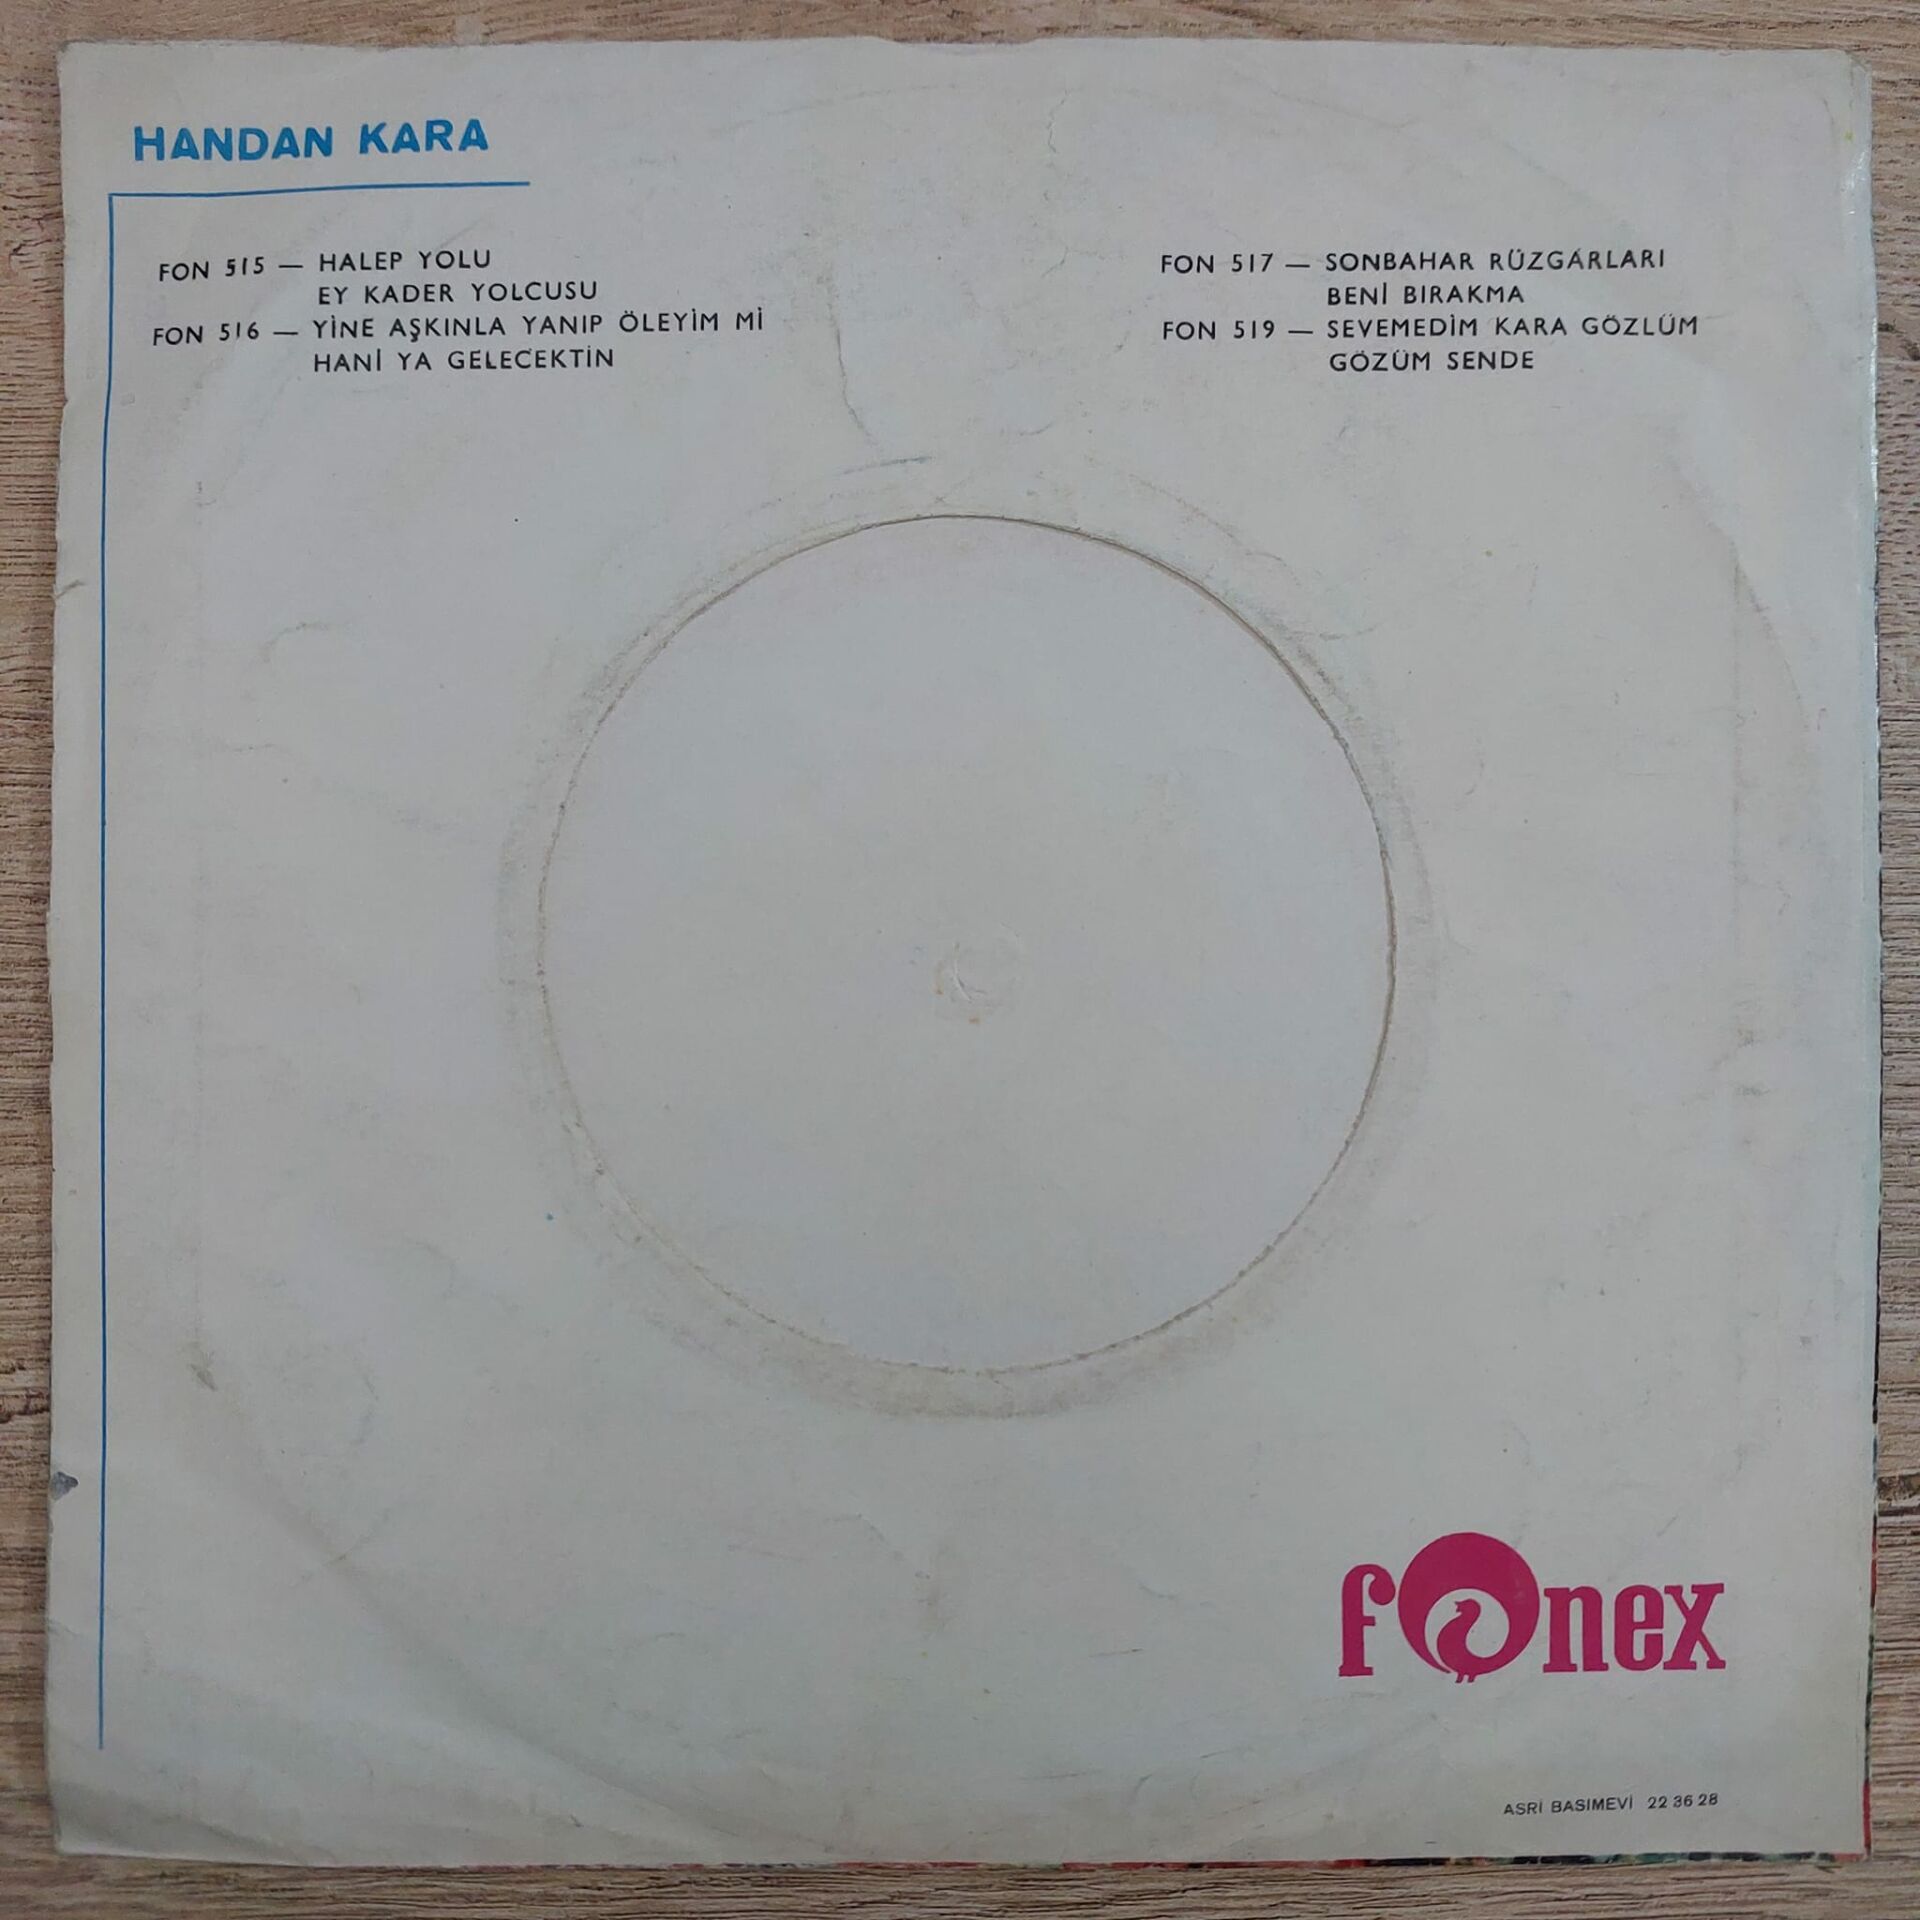 HANDAN KARA
FON 515 — HALEP YOLU
EY KADER YOLCUSU
FON 516 — YİNE AŞKINLA YANIP ÖLEYİM Mİ
HANİ YA GELECEKTİN
FON 517 — SONBAHAR RÜZGÂRLARI
BENİ BIRAKMA
FON 519 — SEVEMEDİM KARA GÖZLÜM
GÖZÜM SENDE
fonex
ASRİ BASIMEVİ 22 36 28